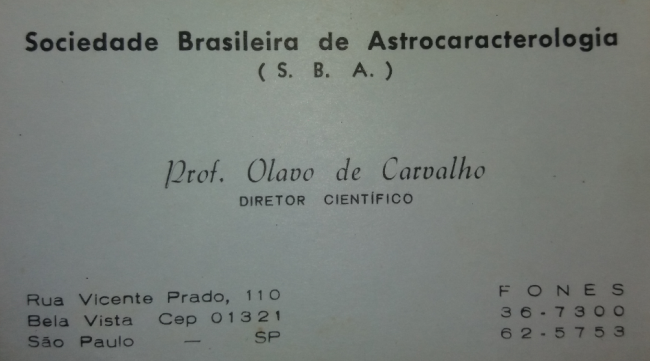 Sociedade Brasileira de Astrocaracterologia
( S. B. A. )
Prof. Olavo de Carvalho
DIRETOR CIENTÍFICO
Rua Vicente Prado, 110
Bela Vista Cep 01321
São Paulo — SP
FONES
36-7300
62-5753